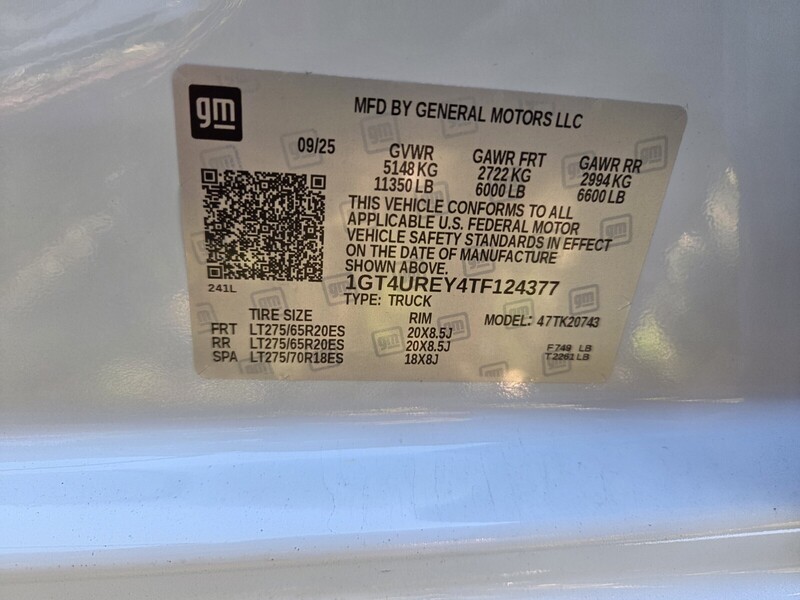 gm
MFD BY GENERAL MOTORS LLC
09/25
GVWR
5148 KG
11350 LB
GAWR FRT
2722 KG
6000 LB
GAWR RR
2994 KG
6600 LB
THIS VEHICLE CONFORMS TO ALL
APPLICABLE U.S. FEDERAL MOTOR
VEHICLE SAFETY STANDARDS IN EFFECT
ON THE DATE OF MANUFACTURE
SHOWN ABOVE.
241L
1GT4UREY4TF124377
TYPE: TRUCK
TIRE SIZE RIM MODEL: 47TK20743
FRT LT275/65R20ES 20X8.5J
RR LT275/65R20ES 20X8.5J
SPA LT275/70R18ES 18X8J
F 749 LB
T 2261 LB